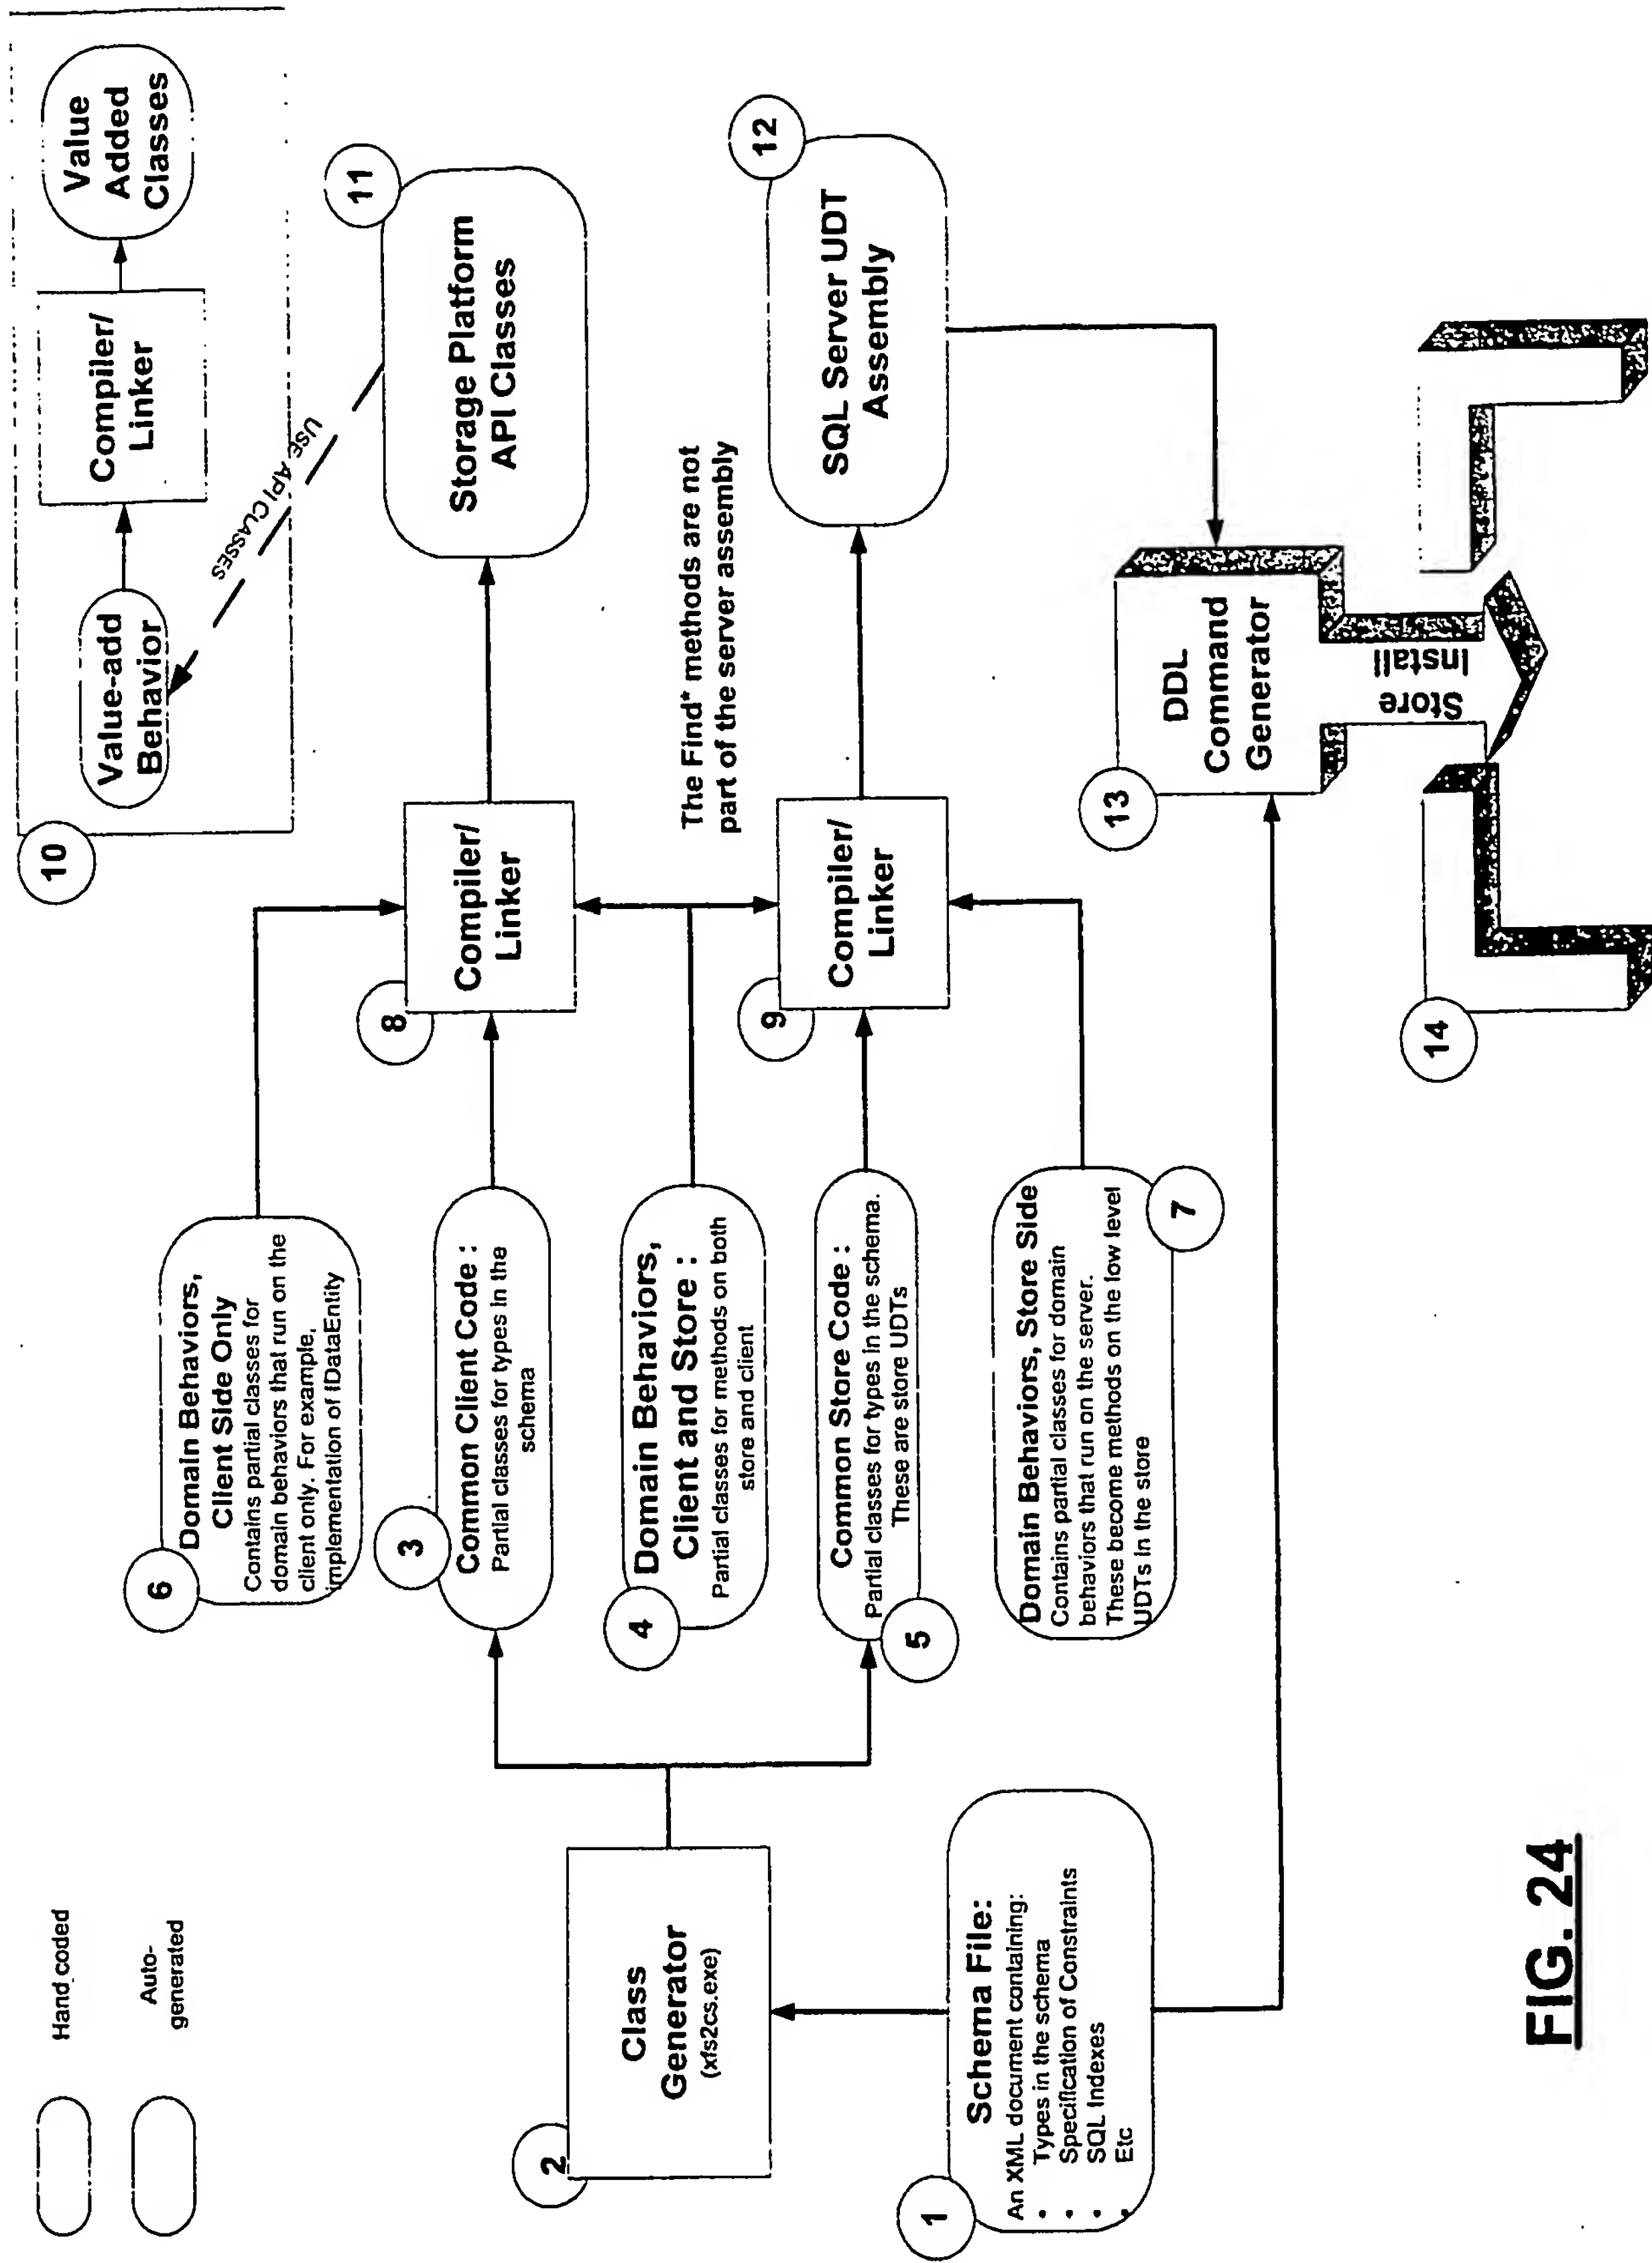 Hand coded
Auto-
generated
10
Value-add
Behavior
Compiler/
Linker
Value
Added
Classes
USE API CLASSES
6
Domain Behaviors,
Client Side Only
Contains partial classes for
domain behaviors that run on the
client only. For example,
implementation of IDataEntity
3
Common Client Code :
Partial classes for types in the
schema
8
Compiler/
Linker
11
Storage Platform
API Classes
4
Domain Behaviors,
Client and Store :
Partial classes for methods on both
store and client
The Find* methods are not
part of the server assembly
2
Class
Generator
(xfs2cs.exe)
5
Common Store Code :
Partial classes for types in the schema.
These are store UDTs
9
Compiler/
Linker
12
SQL Server UDT
Assembly
7
Domain Behaviors, Store Side
Contains partial classes for domain
behaviors that run on the server.
These become methods on the low level
UDTs in the store
1
Schema File:
An XML document containing:
• Types in the schema
• Specification of Constraints
• SQL Indexes
• Etc
13
DDL
Command
Generator
Store
Install
14
FIG. 24